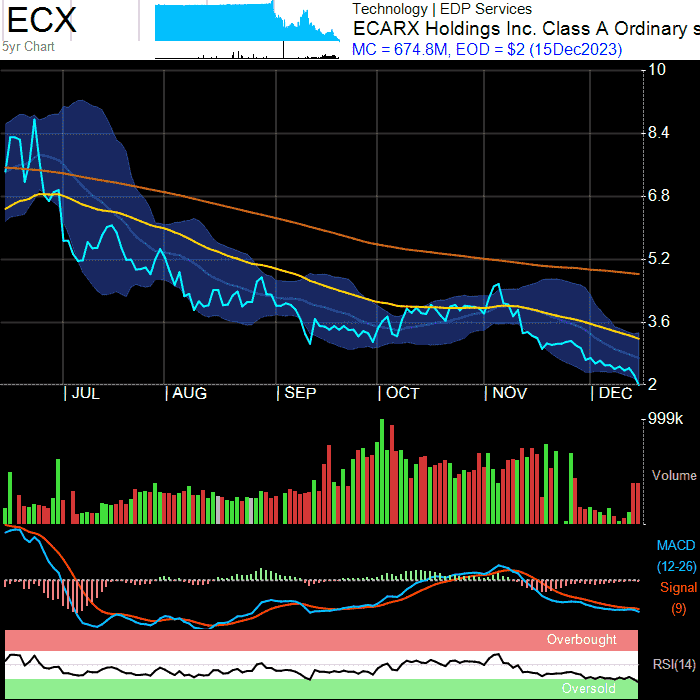 ECX
5yr Chart
Technology | EDP Services
ECARX Holdings Inc. Class A Ordinary s
MC = 674.8M, EOD = $2 (15Dec2023)
10
8.4
6.8
5.2
3.6
2
| JUL | AUG | SEP | OCT | NOV | DEC
999k
Volume
MACD
(12-26)
Signal
(9)
Overbought
RSI(14)
Oversold